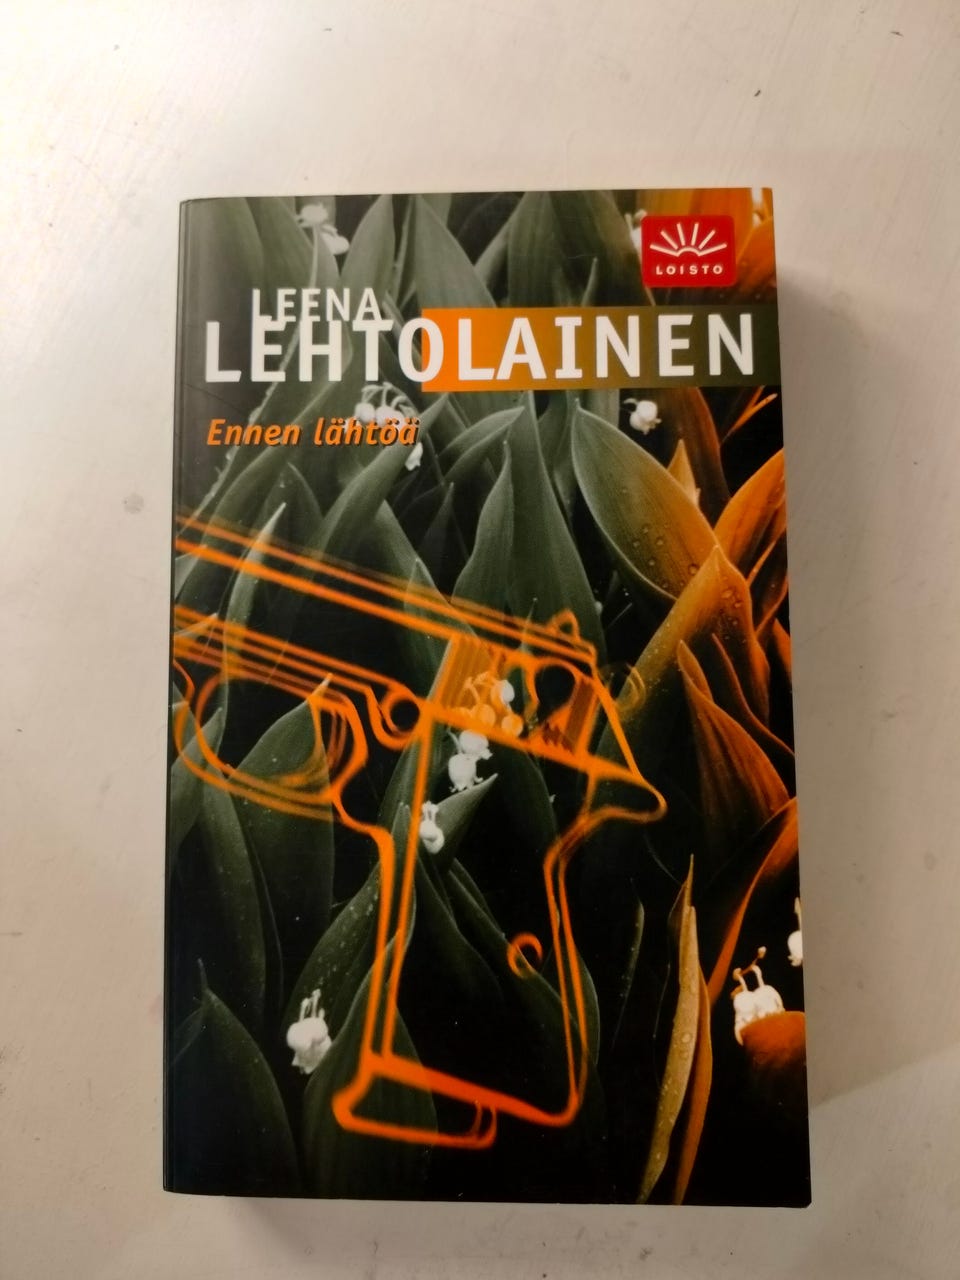 LOISTO
LEENA
LEHTOLAINEN
Ennen lähtöä